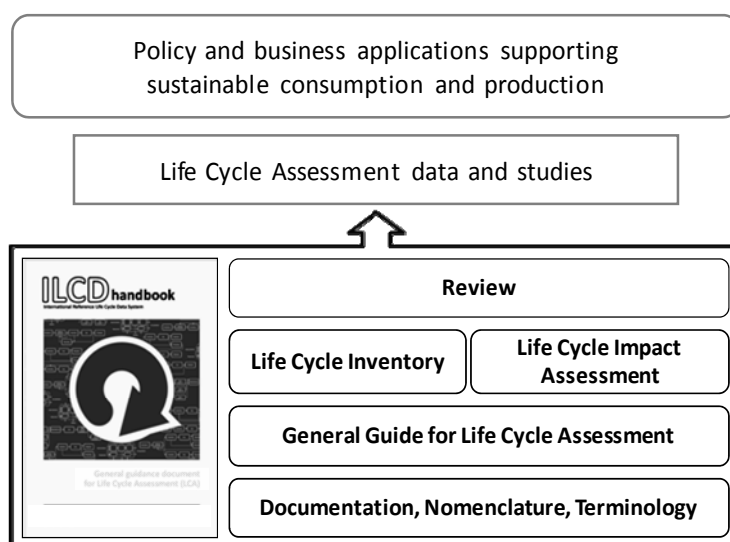 Policy and business applications supporting
sustainable consumption and production
Life Cycle Assessment data and studies
ILCD handbook
International Reference Life Cycle Data System
General guidance document
for Life Cycle Assessment (LCA)
Review
Life Cycle Inventory
Life Cycle Impact
Assessment
General Guide for Life Cycle Assessment
Documentation, Nomenclature, Terminology